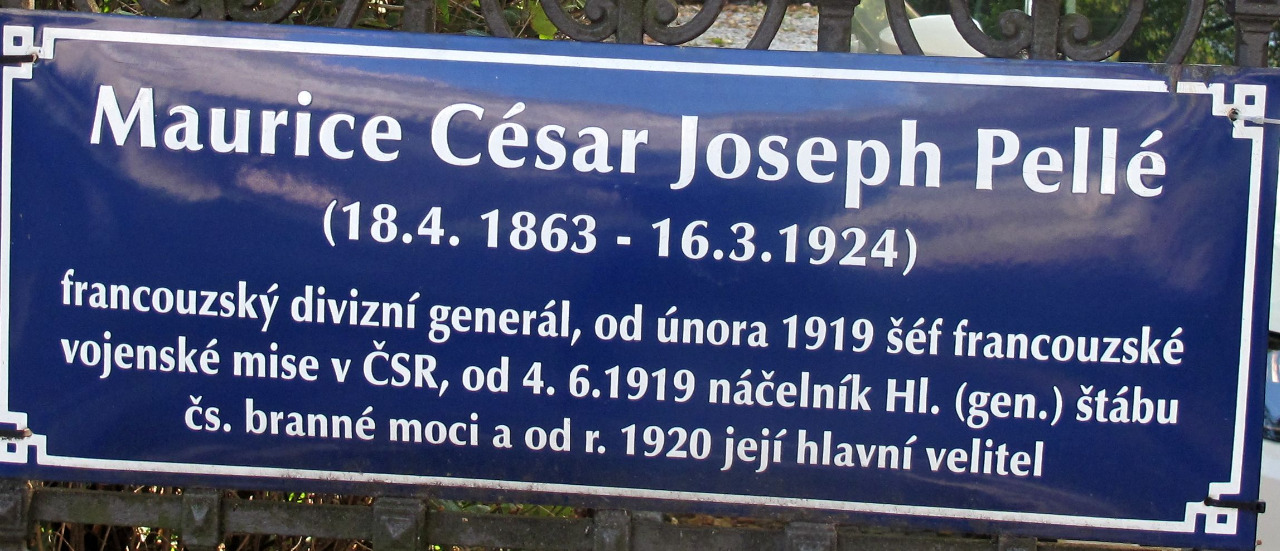 Maurice César Joseph Pellé
(18.4. 1863 - 16.3.1924)
francouzský divizní generál, od února 1919 šéf francouzské
vojenské mise v ČSR, od 4. 6.1919 náčelník Hl. (gen.) štábu
čs. branné moci a od r. 1920 její hlavní velitel